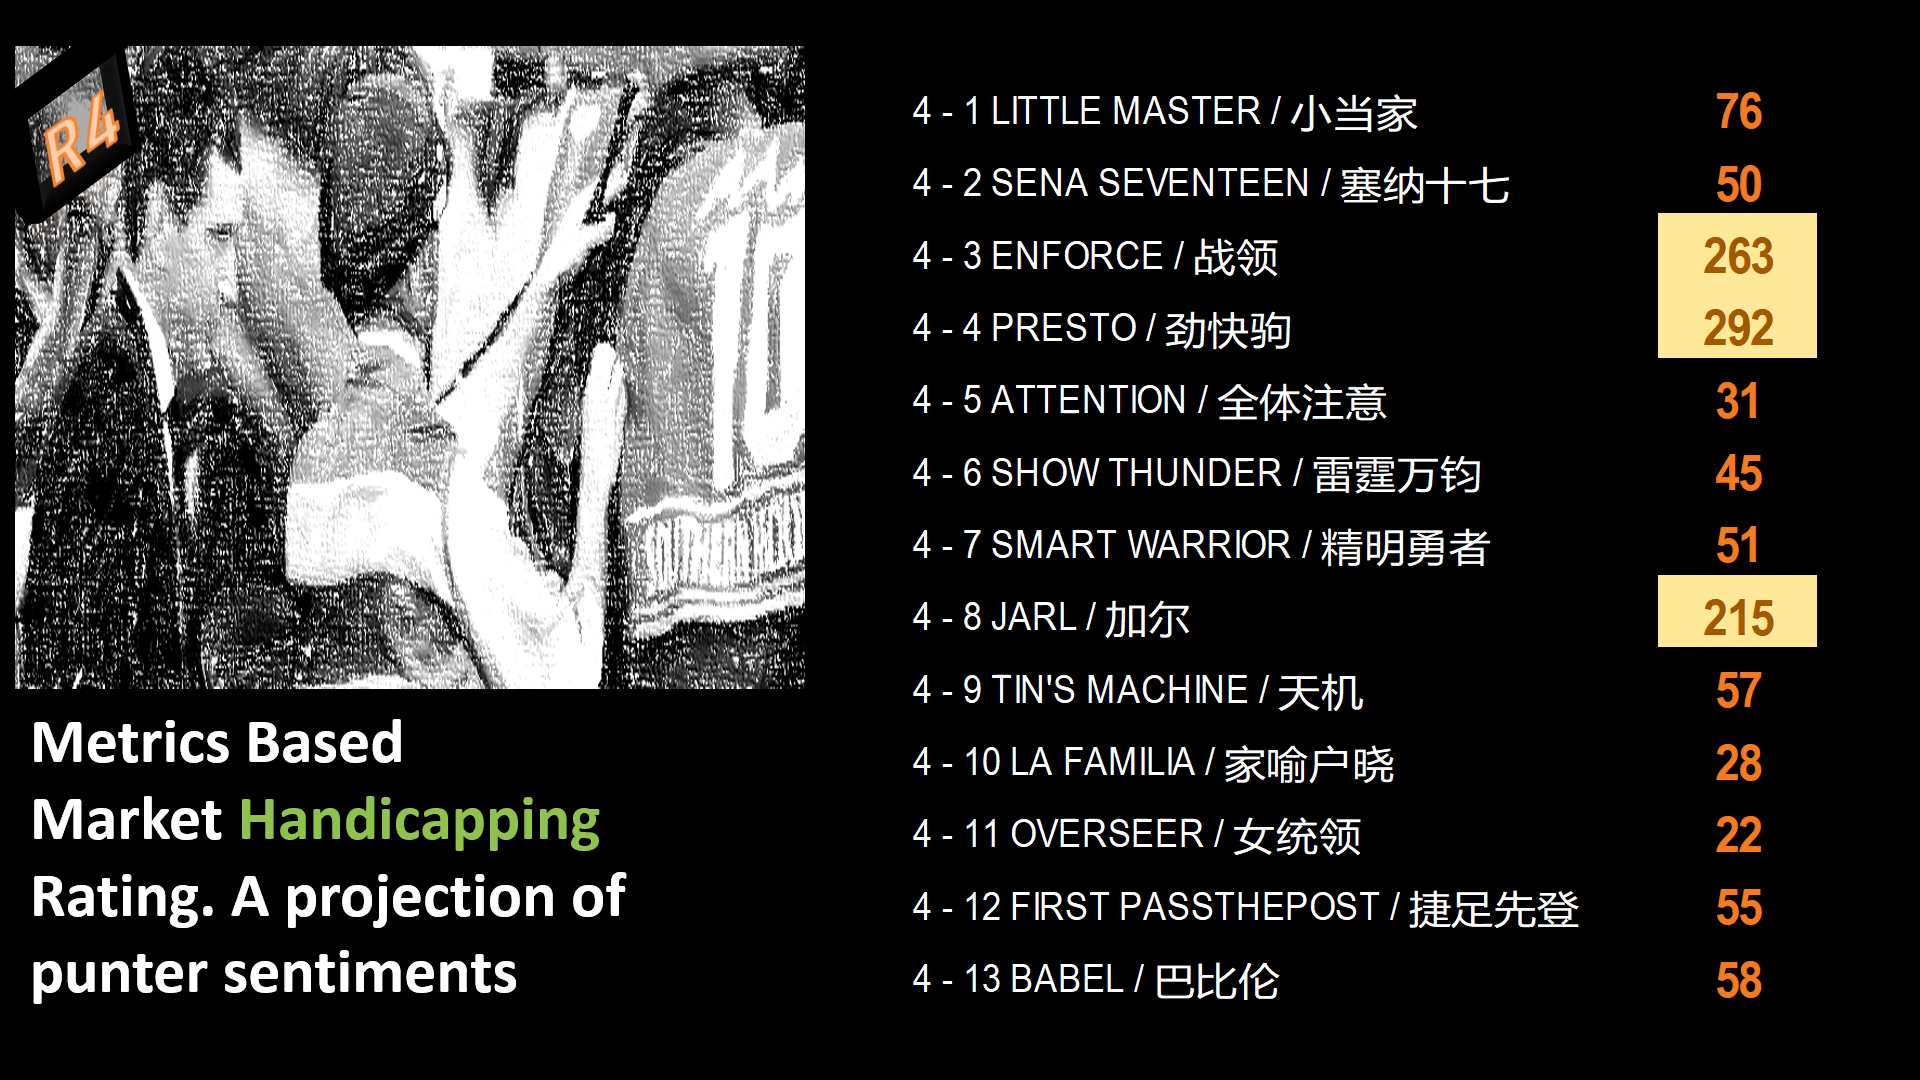 R4
4 - 1 LITTLE MASTER / 小当家 76
4 - 2 SENA SEVENTEEN / 塞纳十七 50
4 - 3 ENFORCE / 战领 263
4 - 4 PRESTO / 劲快驹 292
4 - 5 ATTENTION / 全体注意 31
4 - 6 SHOW THUNDER / 雷霆万钧 45
4 - 7 SMART WARRIOR / 精明勇者 51
4 - 8 JARL / 加尔 215
4 - 9 TIN'S MACHINE / 天机 57
4 - 10 LA FAMILIA / 家喻户晓 28
4 - 11 OVERSEER / 女统领 22
4 - 12 FIRST PASSTHEPOST / 捷足先登 55
4 - 13 BABEL / 巴比伦 58
Metrics Based
Market Handicapping
Rating. A projection of
punter sentiments